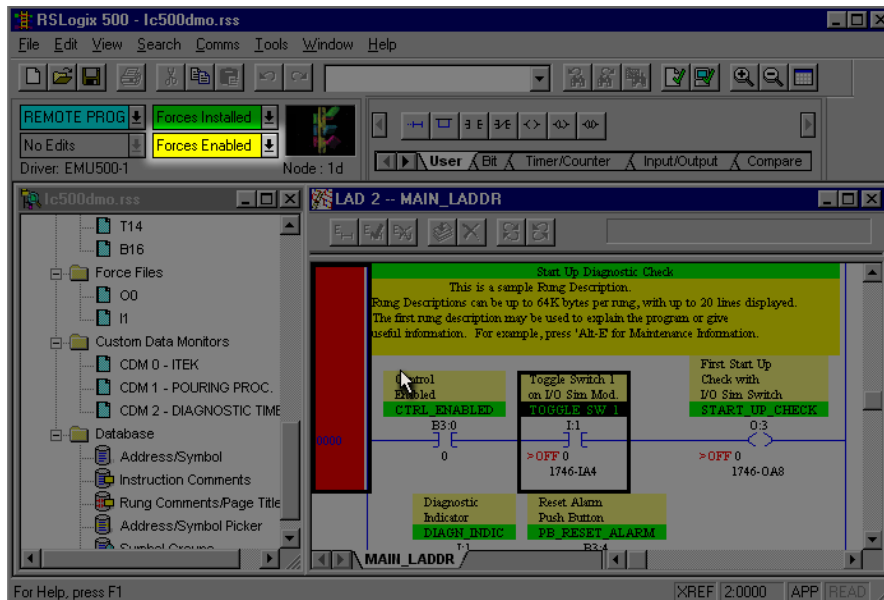 RSLogix 500 - lc500dmo.rss
File Edit View Search Comms Tools Window Help
REMOTE PROG
Forces Installed
No Edits
Forces Enabled
Driver: EMU500-1
Node : 1d
User Bit Timer/Counter Input/Output Compare
lc500dmo.rss
T14
B16
Force Files
O0
I1
Custom Data Monitors
CDM 0 - ITEK
CDM 1 - POURING PROC.
CDM 2 - DIAGNOSTIC TIME
Database
Address/Symbol
Instruction Comments
Rung Comments/Page Title
Address/Symbol Picker
Symbol Groups
LAD 2 -- MAIN_LADDR
Start Up Diagnostic Check
This is a sample Rung Description.
Rung Descriptions can be up to 64K bytes per rung, with up to 20 lines displayed.
The first rung description may be used to explain the program or give
useful information. For example, press 'Alt-E' for Maintenance Information.
0000
Control
Enabled
CTRL_ENABLED
B3:0
0
Toggle Switch 1
on I/O Sim Mod.
TOGGLE_SW_1
I:1
>OFF 0
1746-IA4
First Start Up
Check with
I/O Sim Switch
START_UP_CHECK
O:3
>OFF 0
1746-OA8
Diagnostic
Indicator
DIAGN_INDIC
I:1
Reset Alarm
Push Button
PB_RESET_ALARM
B3:4
MAIN_LADDR
For Help, press F1
XREF 2:0000 APP READ